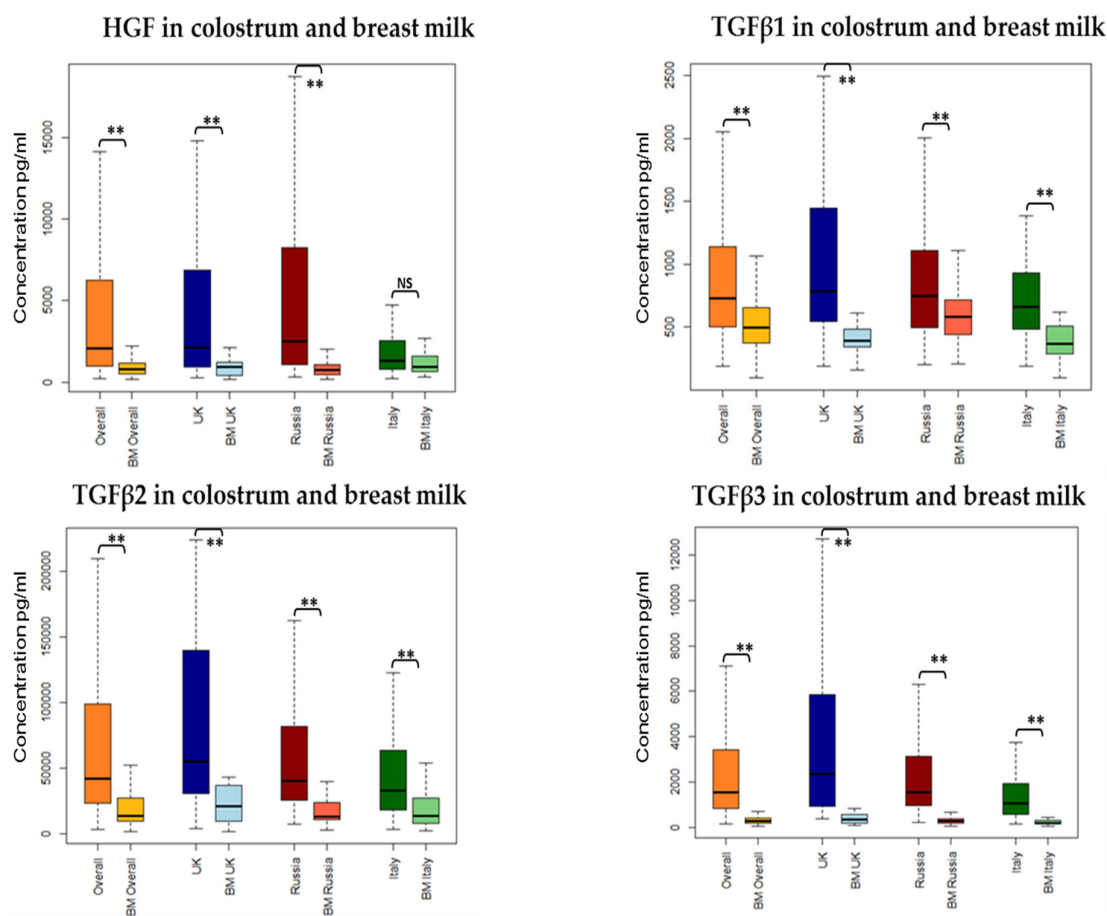 HGF in colostrum and breast milk
Concentration pg/ml
15000
10000
5000
0
**
**
**
NS
Overall
BM Overall
UK
BM UK
Russia
BM Russia
Italy
BM Italy
TGFβ1 in colostrum and breast milk
Concentration pg/ml
2500
2000
1500
1000
500
**
**
**
**
Overall
BM Overall
UK
BM UK
Russia
BM Russia
Italy
BM Italy
TGFβ2 in colostrum and breast milk
Concentration pg/ml
200000
150000
100000
50000
0
**
**
**
**
Overall
BM Overall
UK
BM UK
Russia
BM Russia
Italy
BM Italy
TGFβ3 in colostrum and breast milk
Concentration pg/ml
12000
10000
8000
6000
4000
2000
0
**
**
**
**
Overall
BM Overall
UK
BM UK
Russia
BM Russia
Italy
BM Italy